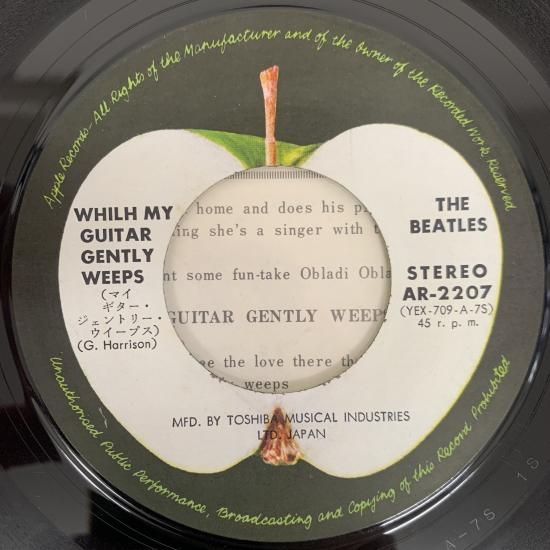 Apple Records-All Rights of the Manufacturer and of the Owner of the Recorded Work Reserved
WHILH MY
GUITAR
GENTLY
WEEPS
(マイ
ギター・
ジェントリー・
ウイープス)
(G. Harrison)
THE
BEATLES
STEREO
AR-2207
(YEX-709-A-7S)
45 r. p. m.
home and does his
she's a singer with
some fun-take Obladi
GUITAR GENTLY WEEP
the love there
weeps
MFD. BY TOSHIBA MUSICAL INDUSTRIES
LTD. JAPAN
Unauthorised Public Performance, Broadcasting and Copying of this Record Prohibited
A-7S 1S